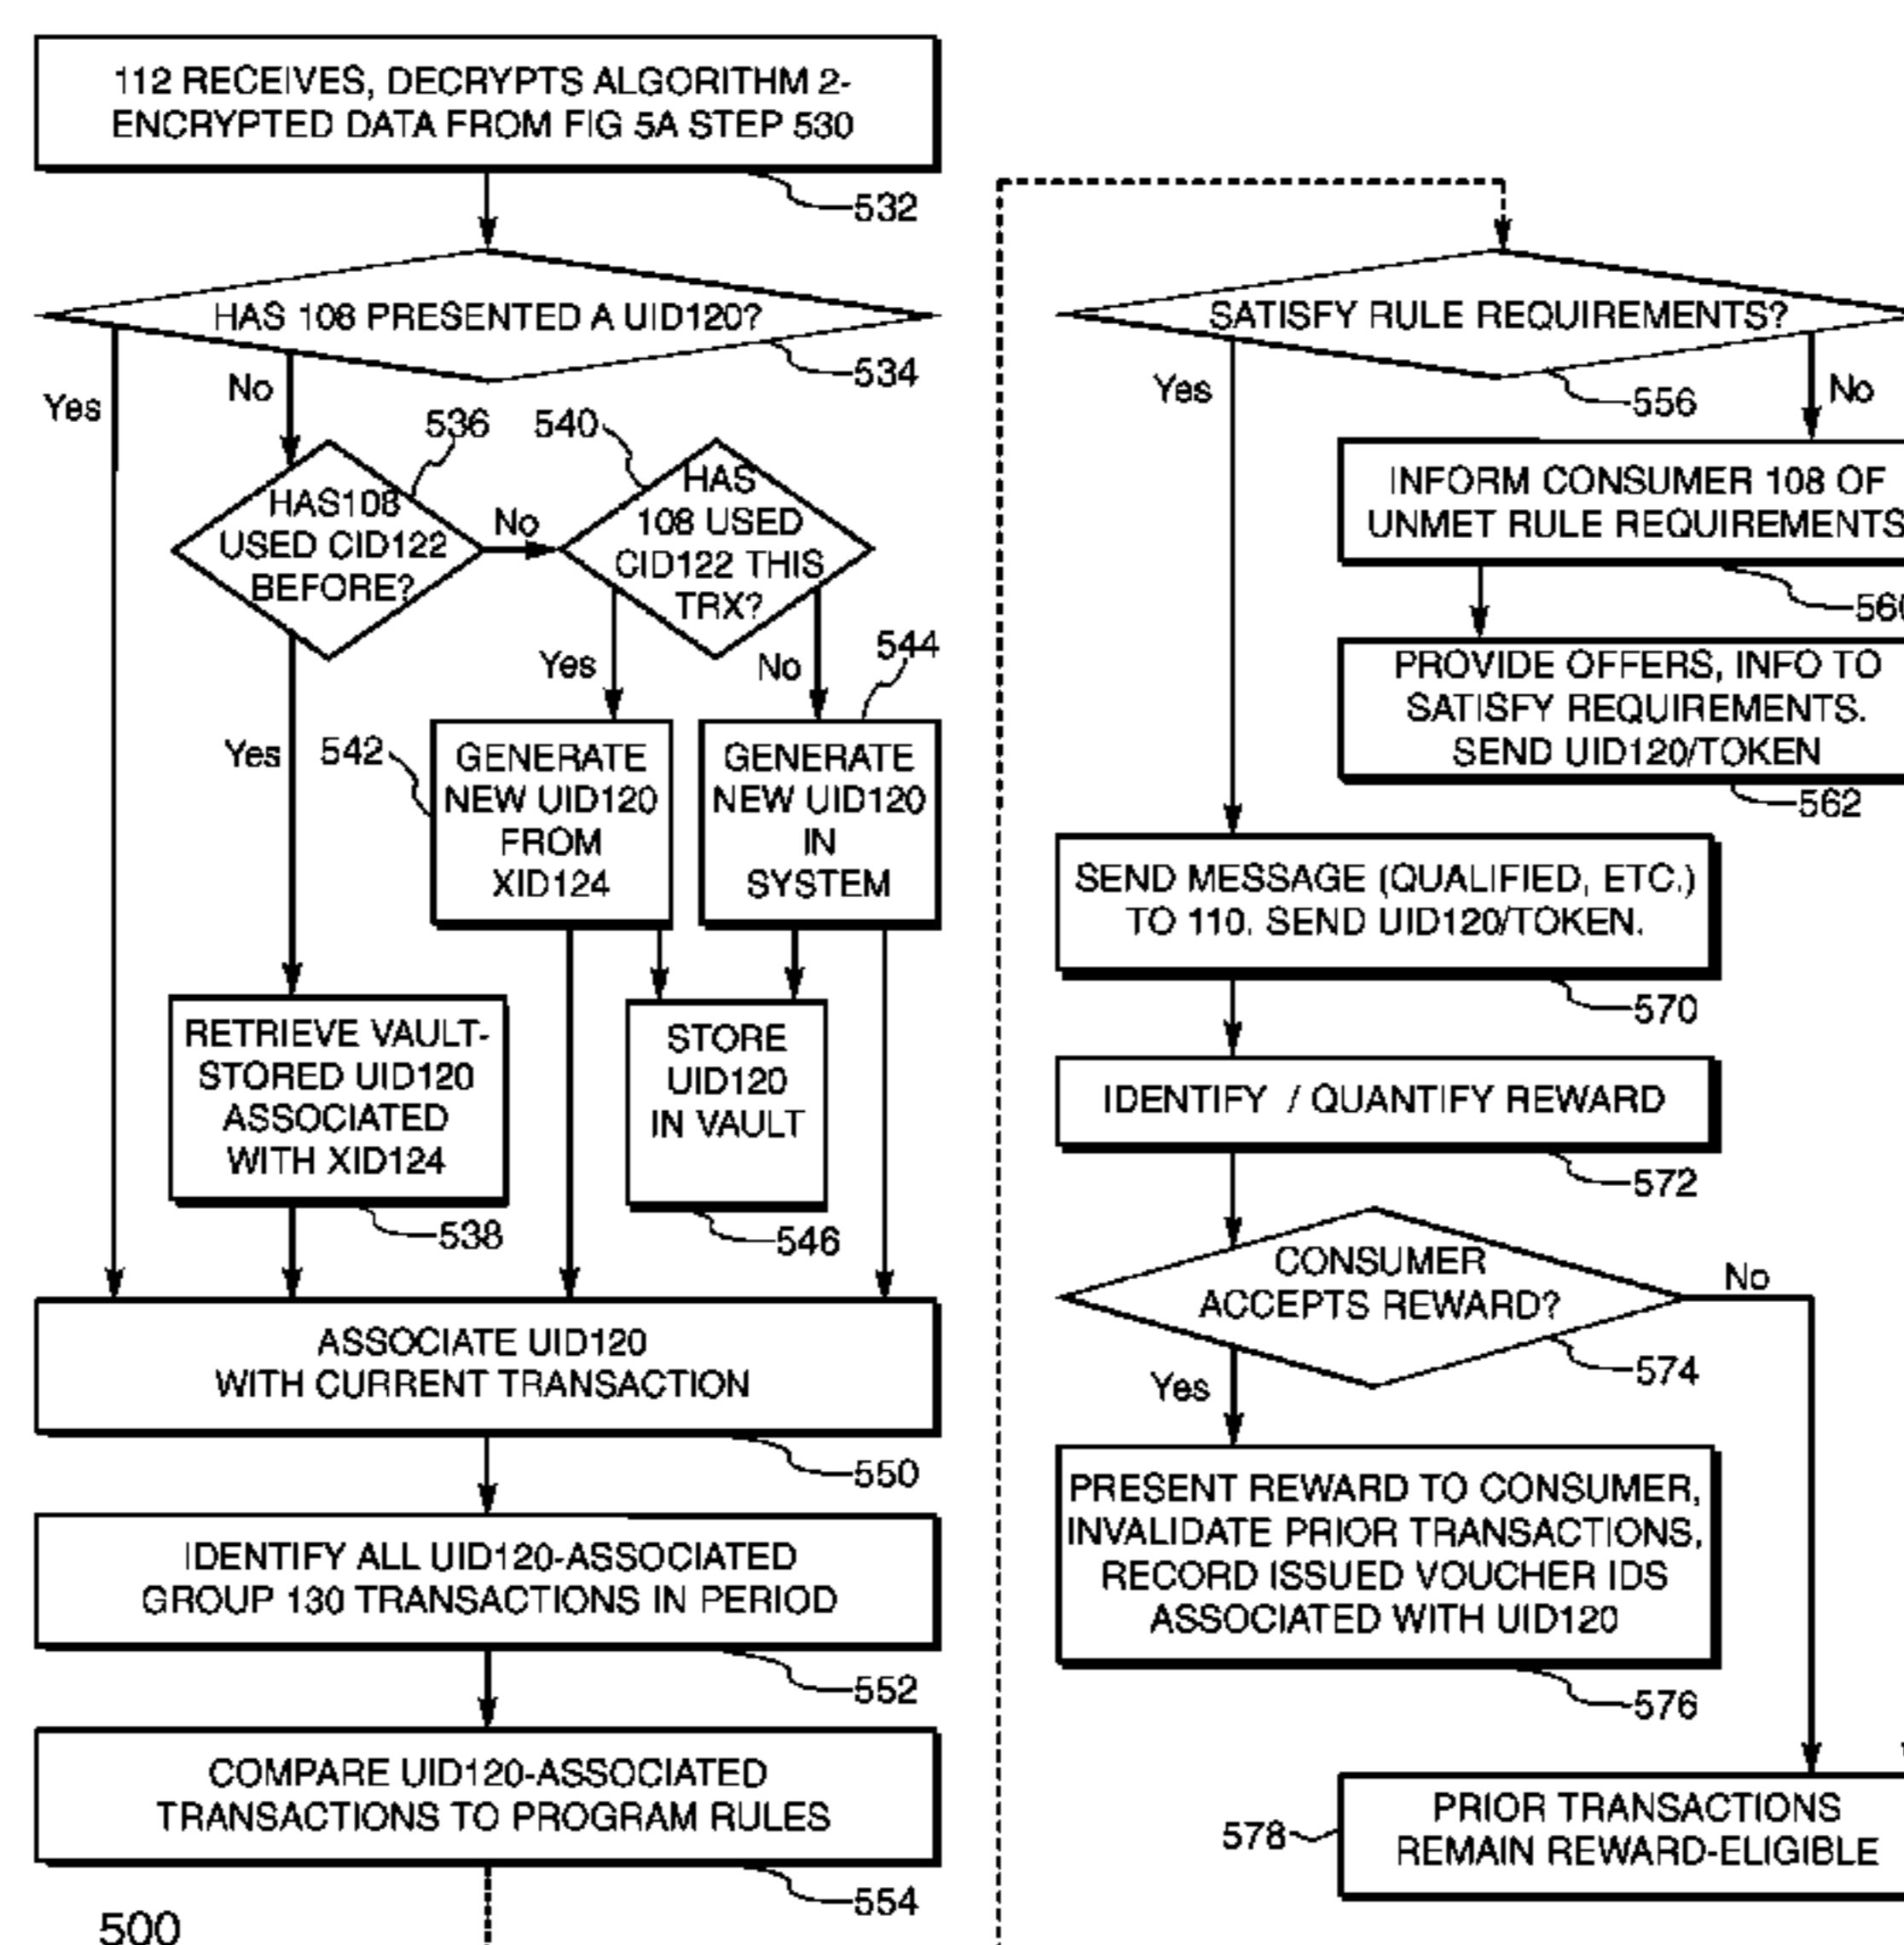 112 RECEIVES, DECRYPTS ALGORITHM 2-
ENCRYPTED DATA FROM FIG 5A STEP 530
532
HAS 108 PRESENTED A UID120?
534
Yes
No
536
HAS108
USED CID122
BEFORE?
No
540
HAS
108 USED
CID122 THIS
TRX?
Yes
No
544
Yes
542
GENERATE
NEW UID120
FROM
XID124
GENERATE
NEW UID120
IN
SYSTEM
RETRIEVE VAULT-
STORED UID120
ASSOCIATED
WITH XID124
538
STORE
UID120
IN VAULT
546
ASSOCIATE UID120
WITH CURRENT TRANSACTION
550
IDENTIFY ALL UID120-ASSOCIATED
GROUP 130 TRANSACTIONS IN PERIOD
552
COMPARE UID120-ASSOCIATED
TRANSACTIONS TO PROGRAM RULES
554
500
SATISFY RULE REQUIREMENTS?
556
Yes
No
INFORM CONSUMER 108 OF
UNMET RULE REQUIREMENTS
PROVIDE OFFERS, INFO TO
SATISFY REQUIREMENTS.
SEND UID120/TOKEN
562
SEND MESSAGE (QUALIFIED, ETC.)
TO 110. SEND UID120/TOKEN.
570
IDENTIFY / QUANTIFY REWARD
572
CONSUMER
ACCEPTS REWARD?
574
No
Yes
PRESENT REWARD TO CONSUMER,
INVALIDATE PRIOR TRANSACTIONS,
RECORD ISSUED VOUCHER IDS
ASSOCIATED WITH UID120
576
578
PRIOR TRANSACTIONS
REMAIN REWARD-ELIGIBLE